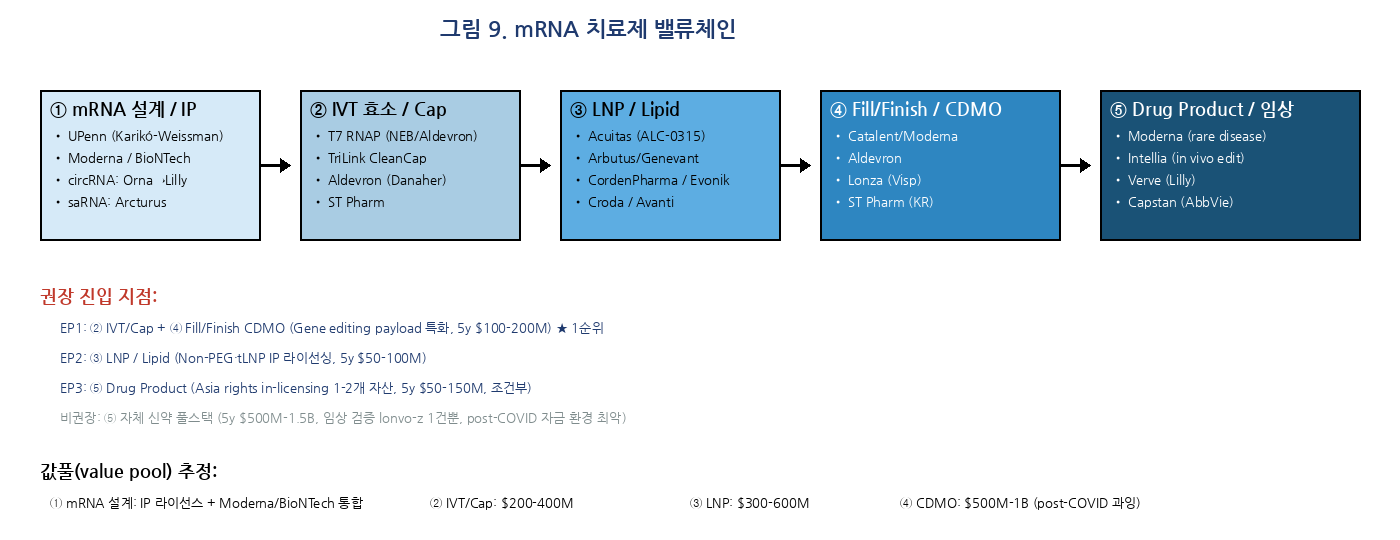 그림 9. mRNA 치료제 밸류체인
① mRNA 설계 / IP
• UPenn (Karikó-Weissman)
• Moderna / BioNTech
• circRNA: Orna→Lilly
• saRNA: Arcturus
② IVT 효소 / Cap
• T7 RNAP (NEB/Aldevron)
• TriLink CleanCap
• Aldevron (Danaher)
• ST Pharm
③ LNP / Lipid
• Acuitas (ALC-0315)
• Arbutus/Genevant
• CordenPharma / Evonik
• Croda / Avanti
④ Fill/Finish / CDMO
• Catalent/Moderna
• Aldevron
• Lonza (Visp)
• ST Pharm (KR)
⑤ Drug Product / 임상
• Moderna (rare disease)
• Intellia (in vivo edit)
• Verve (Lilly)
• Capstan (AbbVie)
권장 진입 지점:
EP1: ② IVT/Cap + ④ Fill/Finish CDMO (Gene editing payload 특화, 5y $100-200M) ★ 1순위
EP2: ③ LNP / Lipid (Non-PEG·tLNP IP 라이선싱, 5y $50-100M)
EP3: ⑤ Drug Product (Asia rights in-licensing 1-2개 자산, 5y $50-150M, 조건부)
비권장: ⑤ 자체 신약 풀스택 (5y $500M-1.5B, 임상 검증 lonvo-z 1건뿐, post-COVID 자금 환경 최악)
값풀(value pool) 추정:
① mRNA 설계: IP 라이선스 + Moderna/BioNTech 통합
② IVT/Cap: $200-400M
③ LNP: $300-600M
④ CDMO: $500M-1B (post-COVID 과잉)